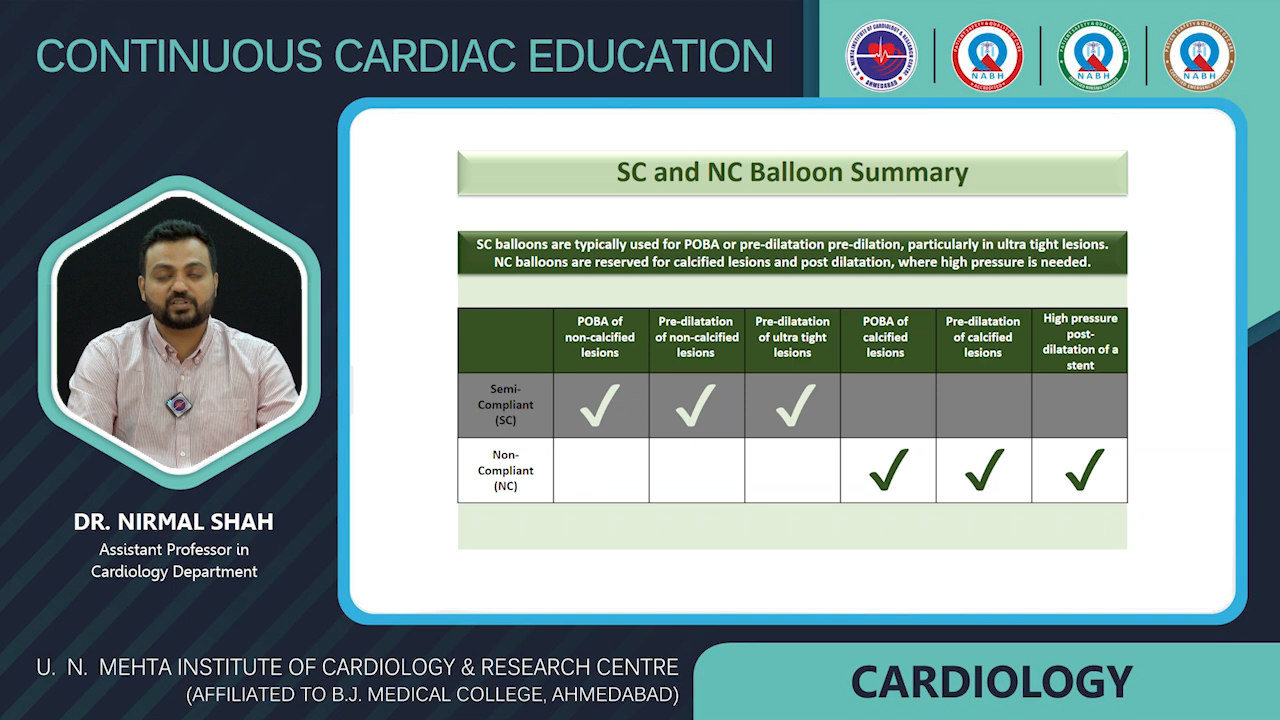 CONTINUOUS CARDIAC EDUCATION
NABH
NABH
NABH
SC and NC Balloon Summary
SC balloons are typically used for POBA or pre-dilatation pre-dilation, particularly in ultra tight lesions.
NC balloons are reserved for calcified lesions and post dilatation, where high pressure is needed.
POBA of
non-calcified
lesions
Pre-dilatation
of non-calcified
lesions
Pre-dilatation
of ultra tight
lesions
POBA of
calcified
lesions
Pre-dilatation
of calcified
lesions
High pressure
post-
dilatation of a
stent
Semi-
Compliant
(SC)
Non-
Compliant
(NC)
DR. NIRMAL SHAH
Assistant Professor in
Cardiology Department
U. N. MEHTA INSTITUTE OF CARDIOLOGY & RESEARCH CENTRE
(AFFILIATED TO B.J. MEDICAL COLLEGE, AHMEDABAD)
CARDIOLOGY